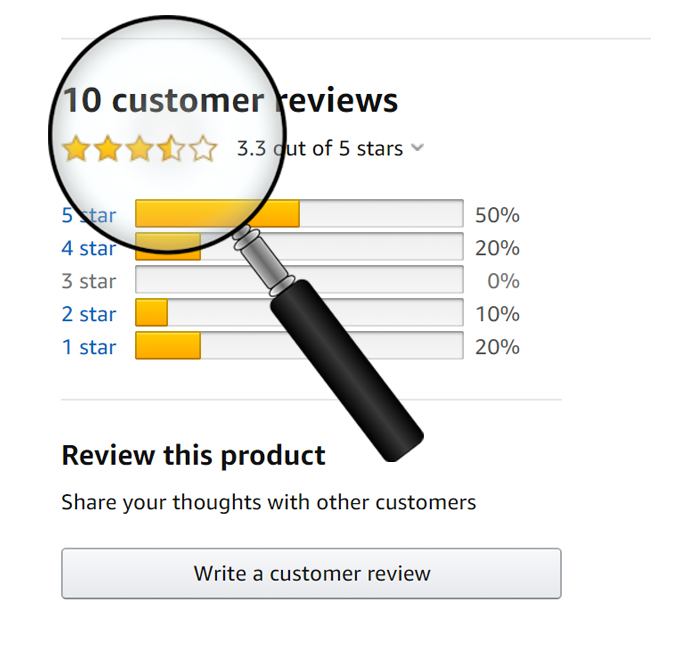 10 customer reviews
3.3 out of 5 stars
5 star 50%
4 star 20%
3 star 0%
2 star 10%
1 star 20%
Review this product
Share your thoughts with other customers
Write a customer review